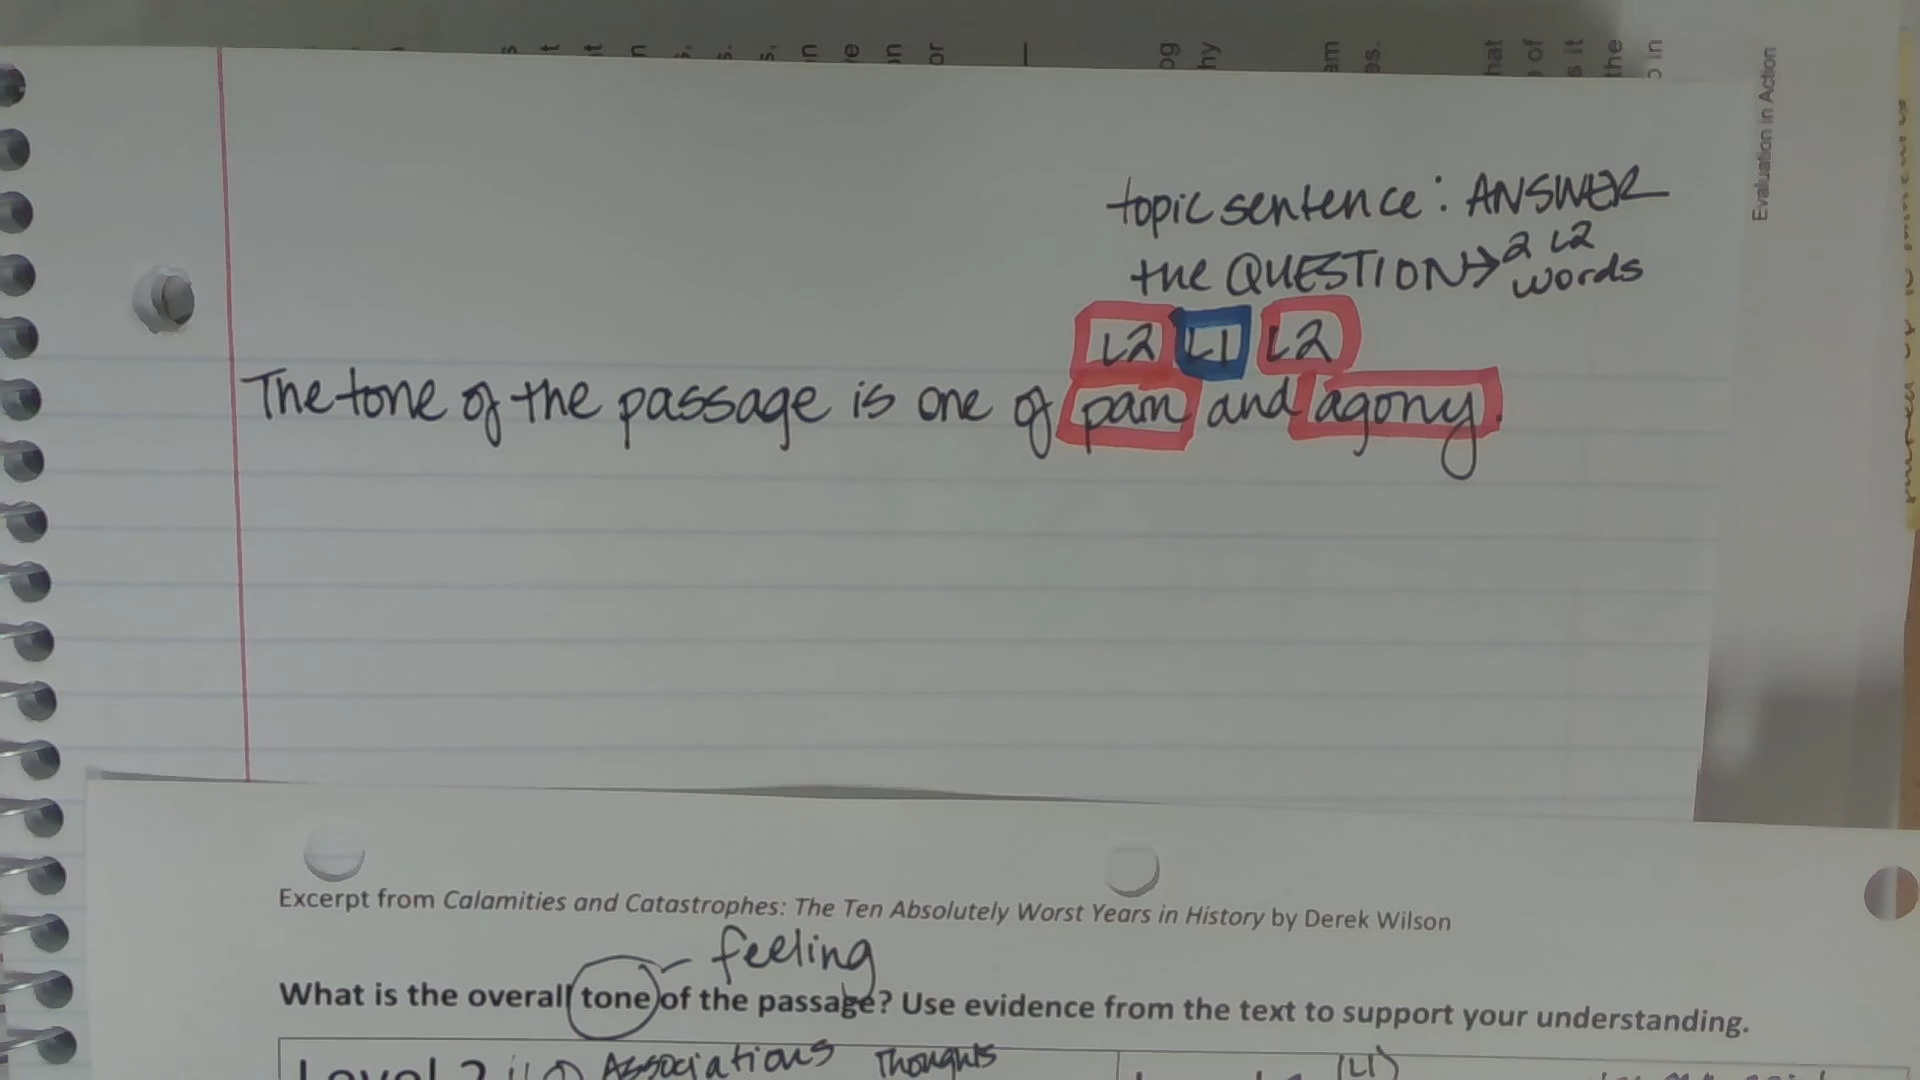 topic sentence: ANSWER
the QUESTION → 2 L2
words
L2 L1 L2
The tone of the passage is one of pain and agony.
Evaluation in Action
Excerpt from Calamities and Catastrophes: The Ten Absolutely Worst Years in History by Derek Wilson
feeling
What is the overall tone of the passage? Use evidence from the text to support your understanding.
Level 2 Associations Thoughts
(L1)